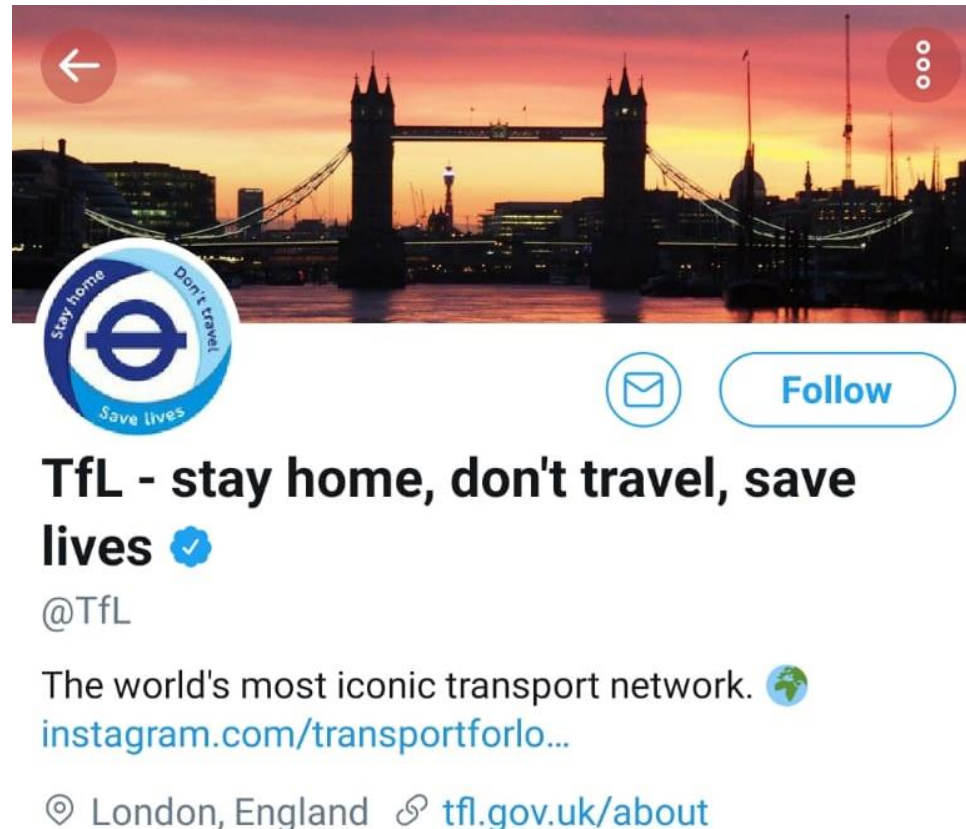 Stay home
Don't travel
Save lives
Follow
TfL - stay home, don't travel, save
lives
@TfL
The world's most iconic transport network. 🌍
instagram.com/transportforlo...
London, England tfl.gov.uk/about